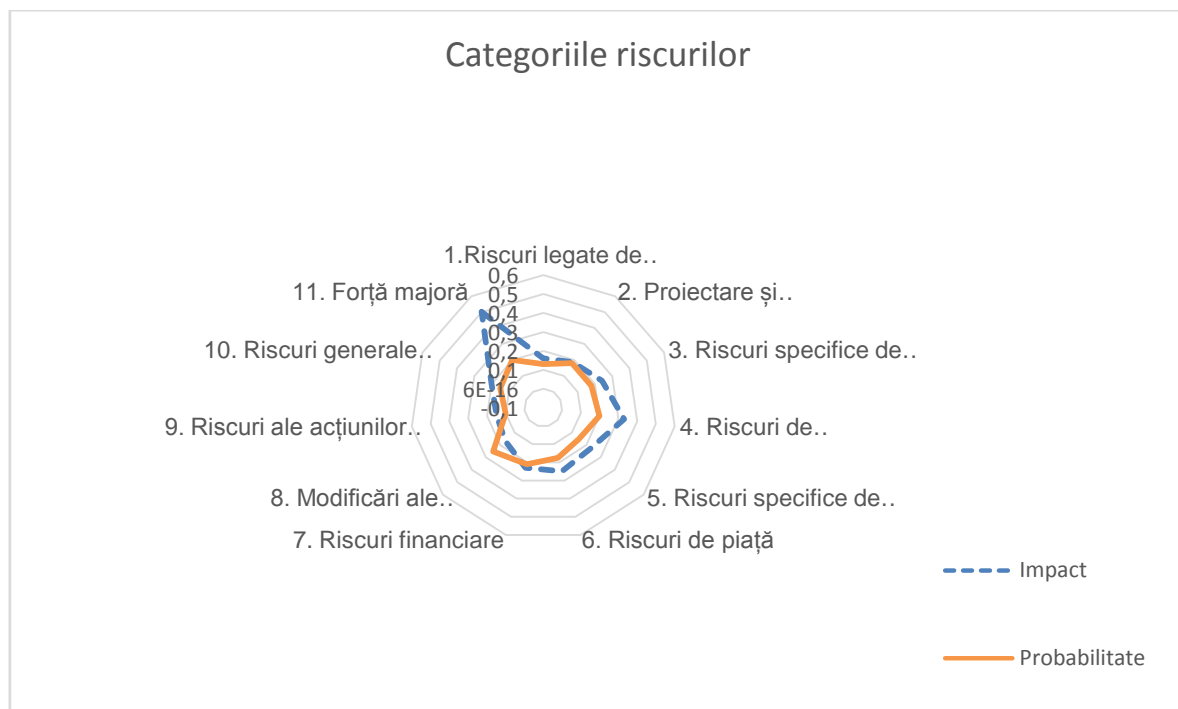 Categoriile riscurilor
1.Riscuri legate de..
2. Proiectare și..
3. Riscuri specifice de..
4. Riscuri de..
5. Riscuri specifice de..
6. Riscuri de piață
7. Riscuri financiare
8. Modificări ale..
9. Riscuri ale acțiunilor..
10. Riscuri generale..
11. Forță majoră
0,6
0,5
0,4
0,3
0,2
0,1
6E-16
-0,1
Impact
Probabilitate